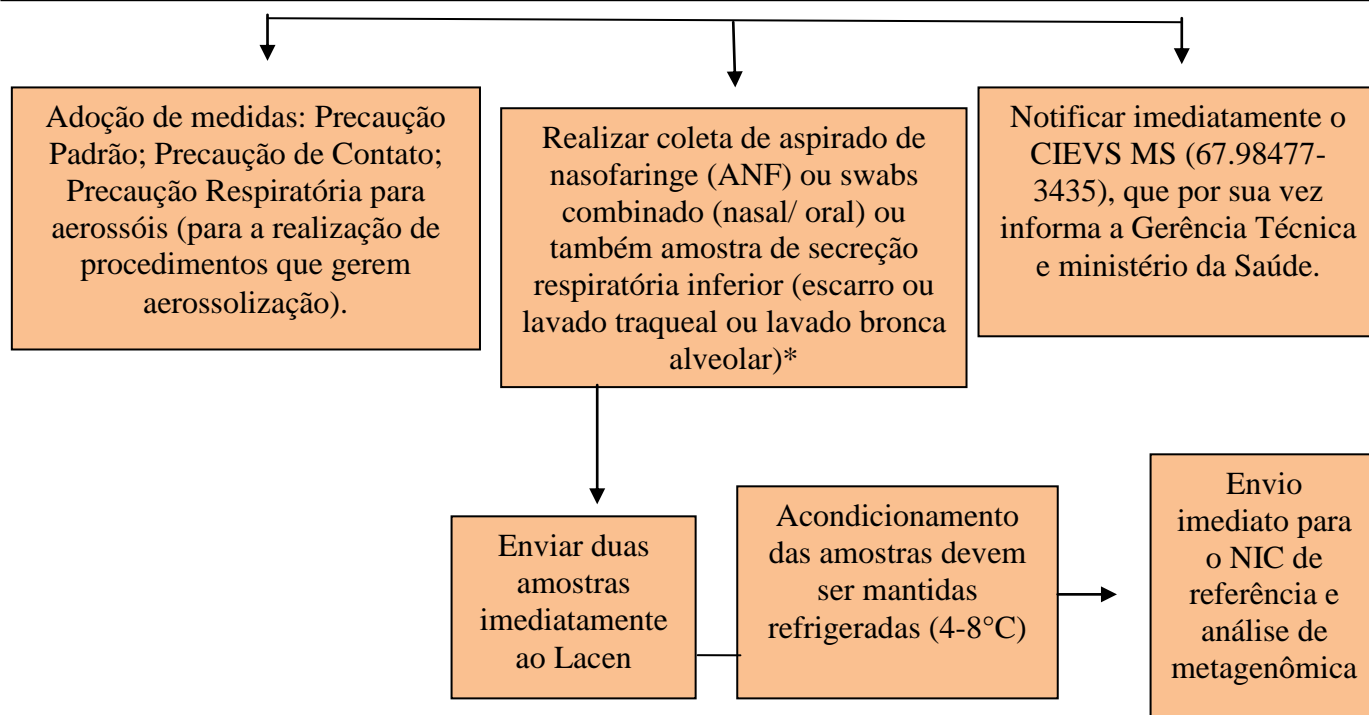 Adoção de medidas: Precaução
Padrão; Precaução de Contato;
Precaução Respiratória para
aerossóis (para a realização de
procedimentos que gerem
aerossolização).
Realizar coleta de aspirado de
nasofaringe (ANF) ou swabs
combinado (nasal/ oral) ou
também amostra de secreção
respiratória inferior (escarro ou
lavado traqueal ou lavado bronca
alveolar)*
Notificar imediatamente o
CIEVS MS (67.98477-
3435), que por sua vez
informa a Gerência Técnica
e ministério da Saúde.
Enviar duas
amostras
imediatamente
ao Lacen
Acondicionamento
das amostras devem
ser mantidas
refrigeradas (4-8°C)
Envio
imediato para
o NIC de
referência e
análise de
metagenômica